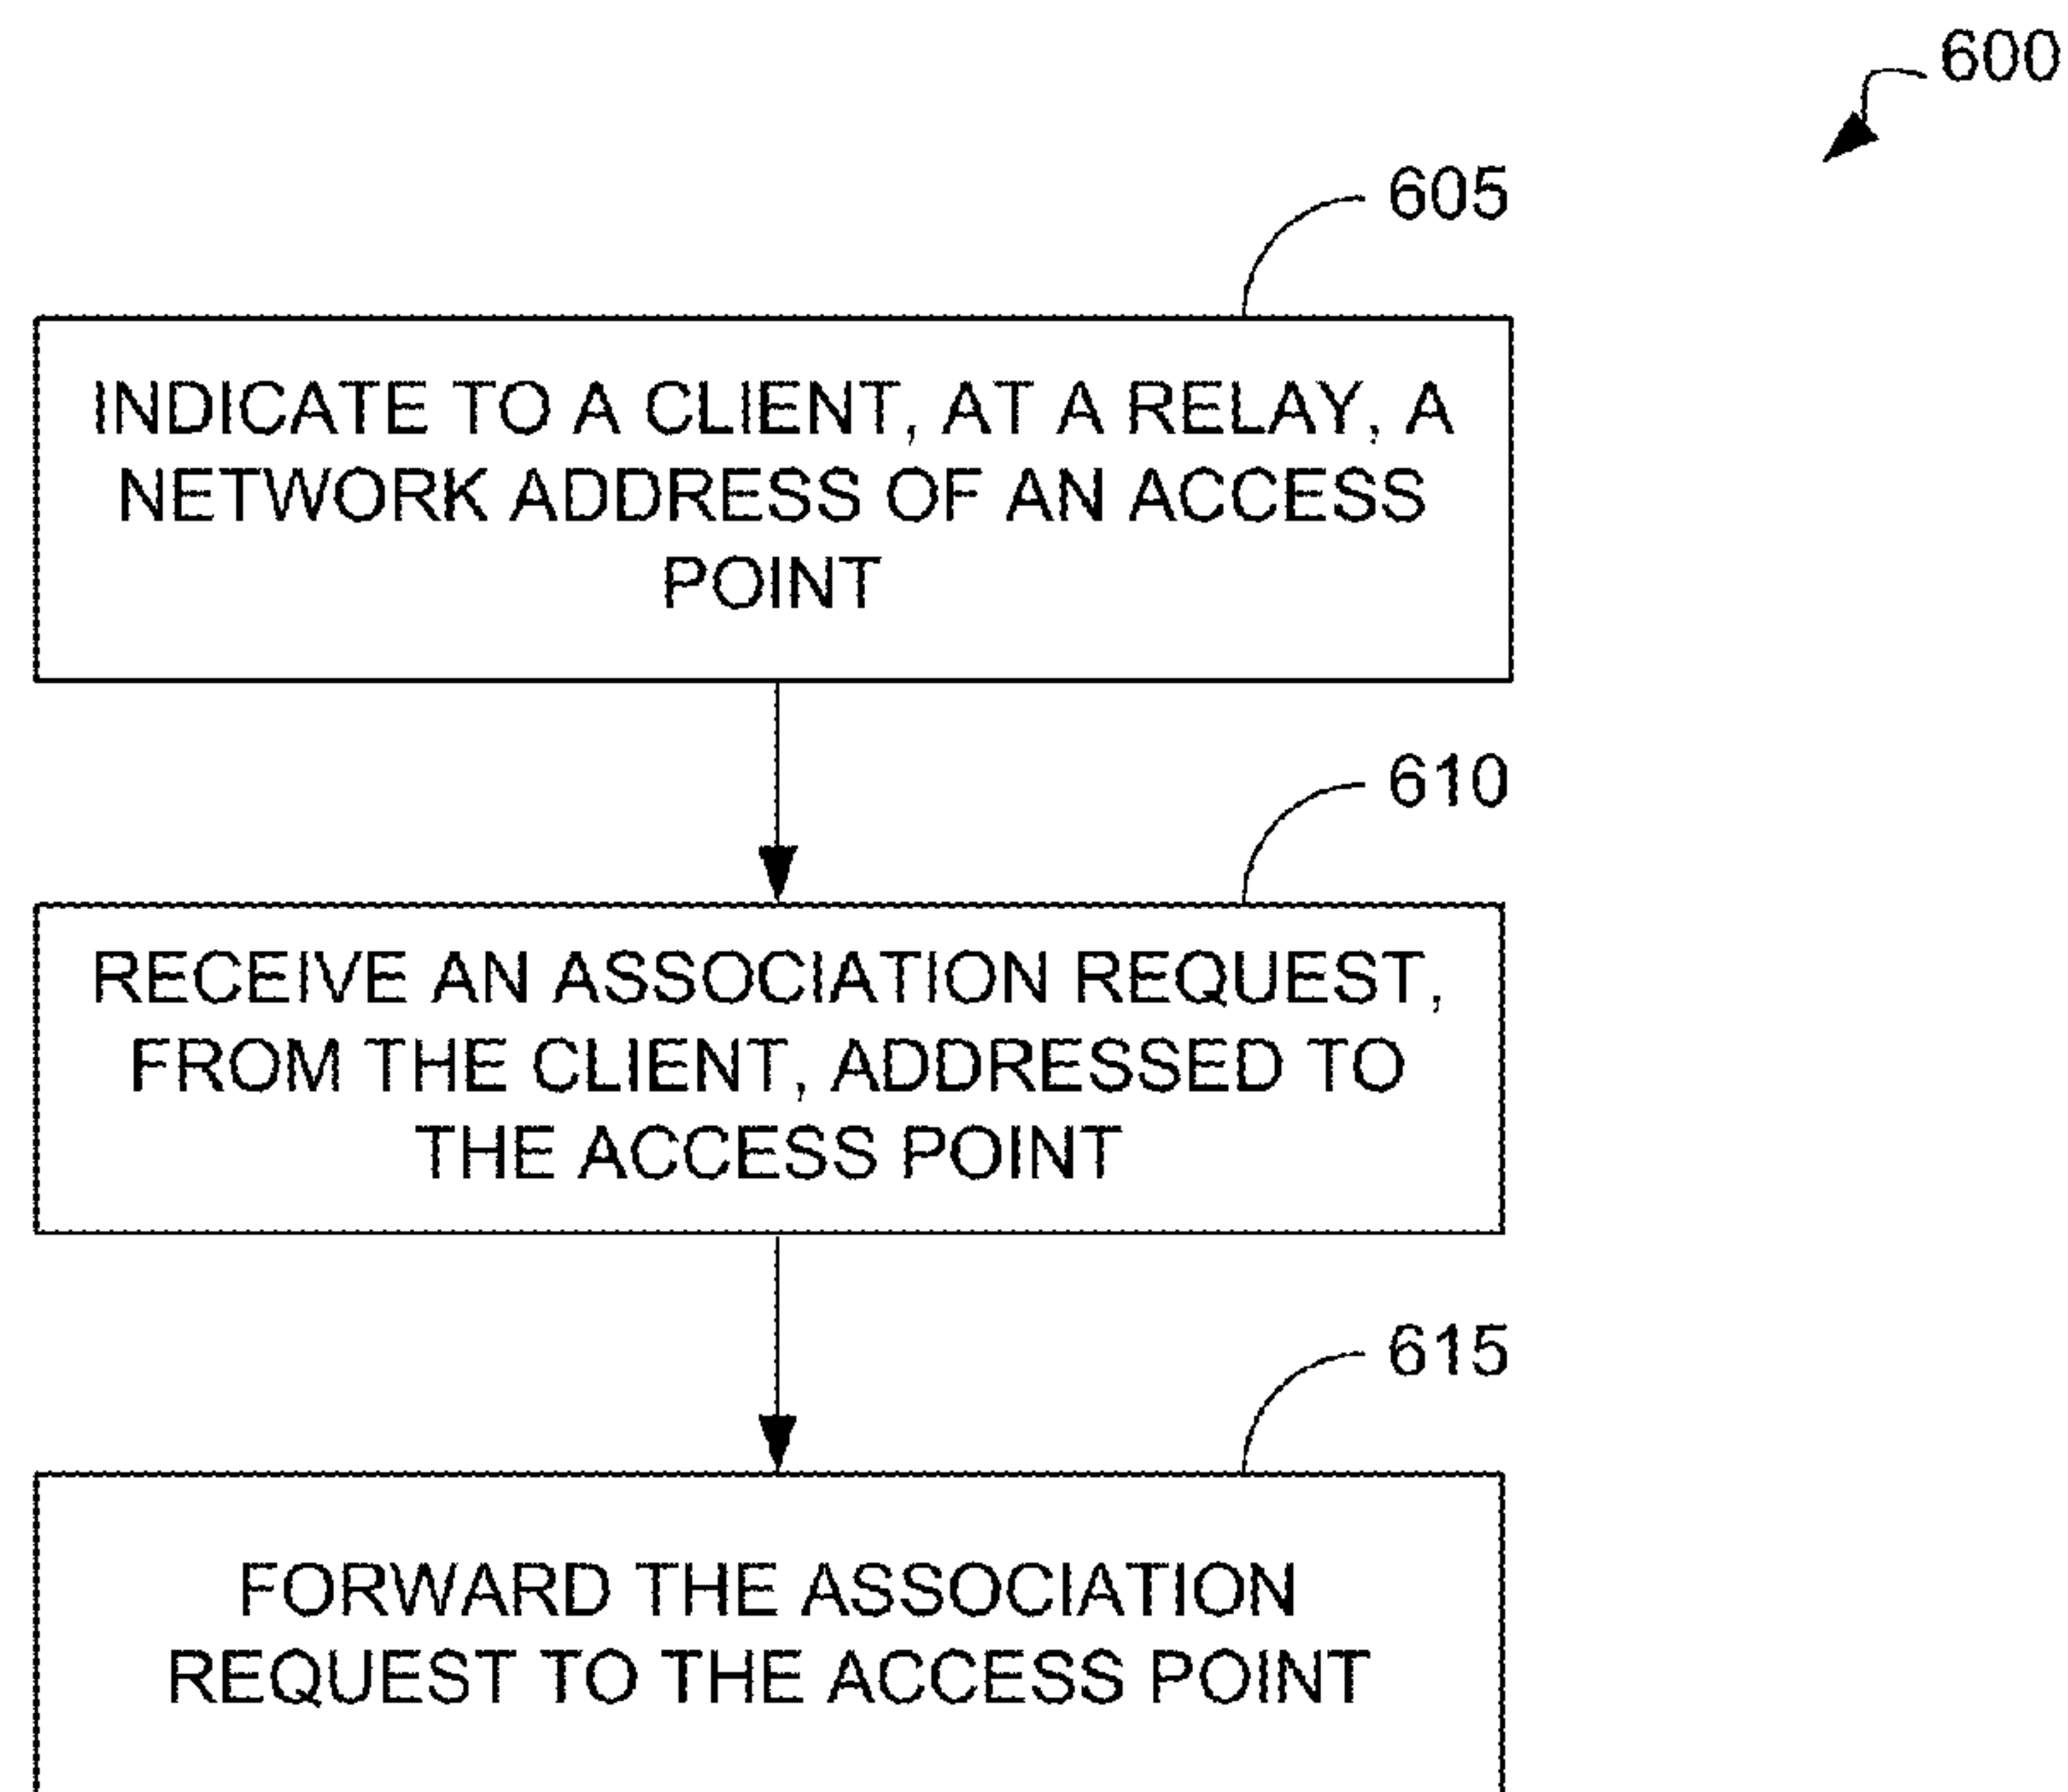 600
605
INDICATE TO A CLIENT, AT A RELAY, A
NETWORK ADDRESS OF AN ACCESS
POINT
610
RECEIVE AN ASSOCIATION REQUEST,
FROM THE CLIENT, ADDRESSED TO
THE ACCESS POINT
615
FORWARD THE ASSOCIATION
REQUEST TO THE ACCESS POINT